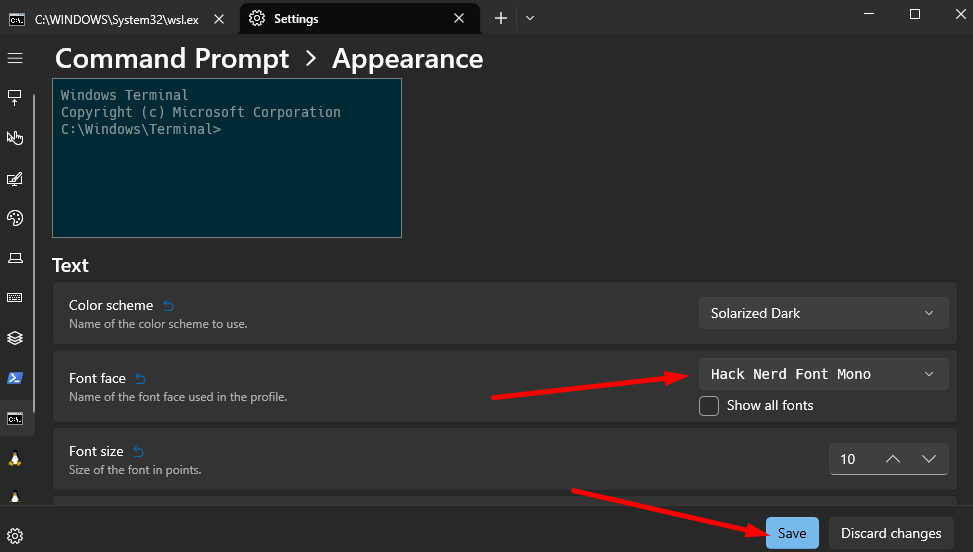 C:\WINDOWS\System32\wsl.ex
Settings
Command Prompt > Appearance
Windows Terminal
Copyright (c) Microsoft Corporation
C:\Windows\Terminal>
Text
Color scheme
Name of the color scheme to use.
Solarized Dark
Font face
Name of the font face used in the profile.
Hack Nerd Font Mono
Show all fonts
Font size
Size of the font in points.
10
Save
Discard changes